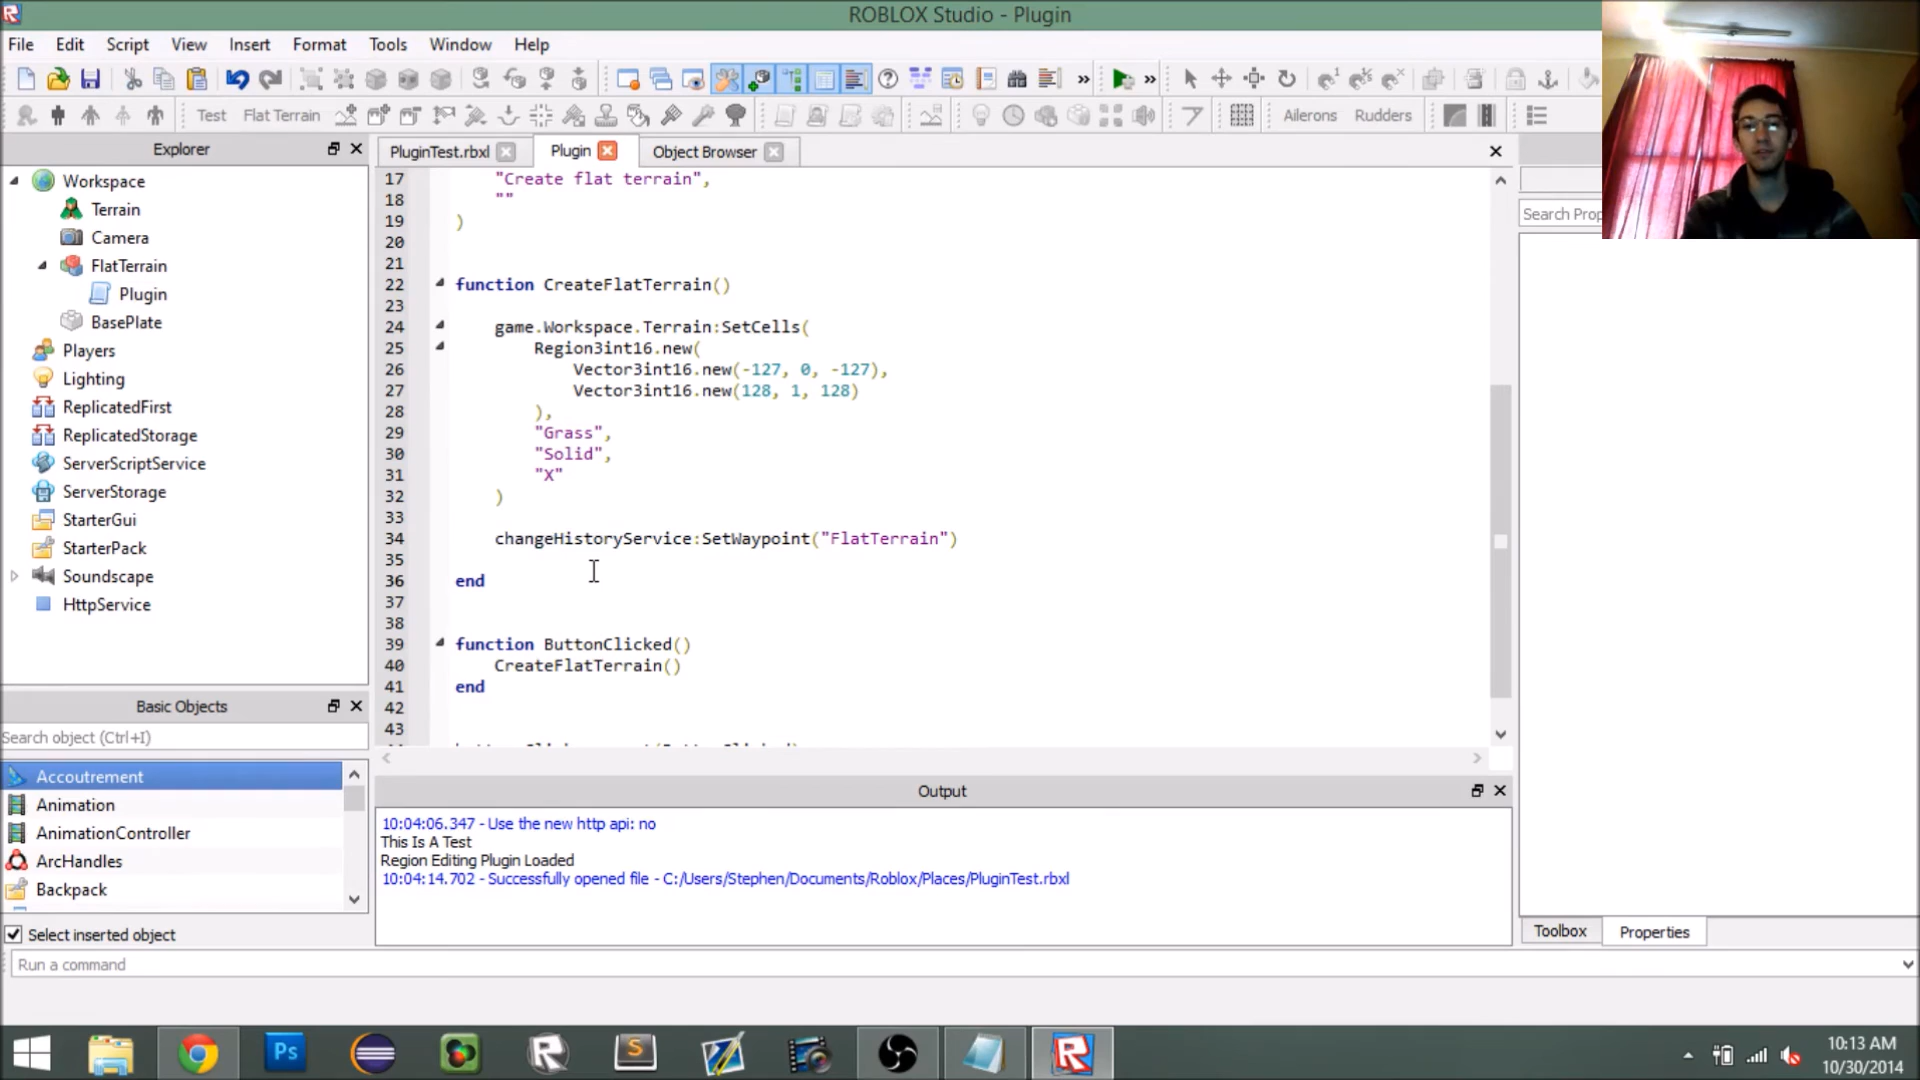 ROBLOX Studio - Plugin
File Edit Script View Insert Format Tools Window Help
Test Flat Terrain Ailerons Rudders
Explorer
Workspace
Terrain
Camera
FlatTerrain
Plugin
BasePlate
Players
Lighting
ReplicatedFirst
ReplicatedStorage
ServerScriptService
ServerStorage
StarterGui
StarterPack
Soundscape
HttpService
Basic Objects
Search object (Ctrl+I)
Accoutrement
Animation
AnimationController
ArcHandles
Backpack
Select inserted object
PluginTest.rbxl Plugin Object Browser
17 "Create flat terrain",
18 ""
19 )
20
21
22 function CreateFlatTerrain()
23
24 game.Workspace.Terrain:SetCells(
25 Region3int16.new(
26 Vector3int16.new(-127, 0, -127),
27 Vector3int16.new(128, 1, 128)
28 ),
29 "Grass",
30 "Solid",
31 "X"
32 )
33
34 changeHistoryService:SetWaypoint("FlatTerrain")
35
36 end
37
38
39 function ButtonClicked()
40 CreateFlatTerrain()
41 end
42
43
Output
10:04:06.347 - Use the new http api: no
This Is A Test
Region Editing Plugin Loaded
10:04:14.702 - Successfully opened file - C:/Users/Stephen/Documents/Roblox/Places/PluginTest.rbxl
Search Prop
Toolbox Properties
Run a command
Ps
S
10:13 AM
10/30/2014